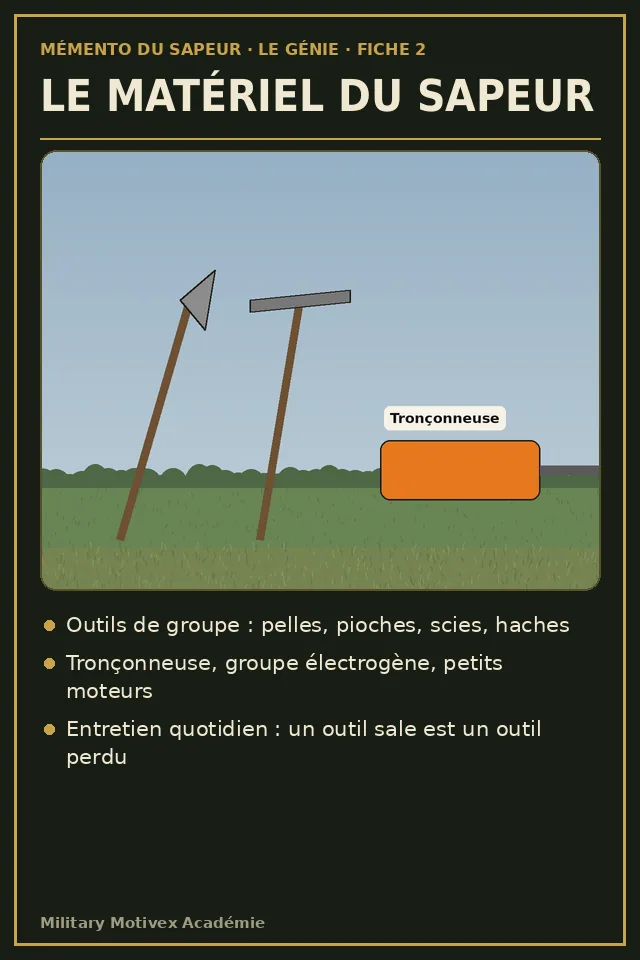 MÉMENTO DU SAPEUR · LE GÉNIE · FICHE 2
LE MATÉRIEL DU SAPEUR
Tronçonneuse
Outils de groupe : pelles, pioches, scies, haches
Tronçonneuse, groupe électrogène, petits
moteurs
Entretien quotidien : un outil sale est un outil
perdu
Military Motivex Académie